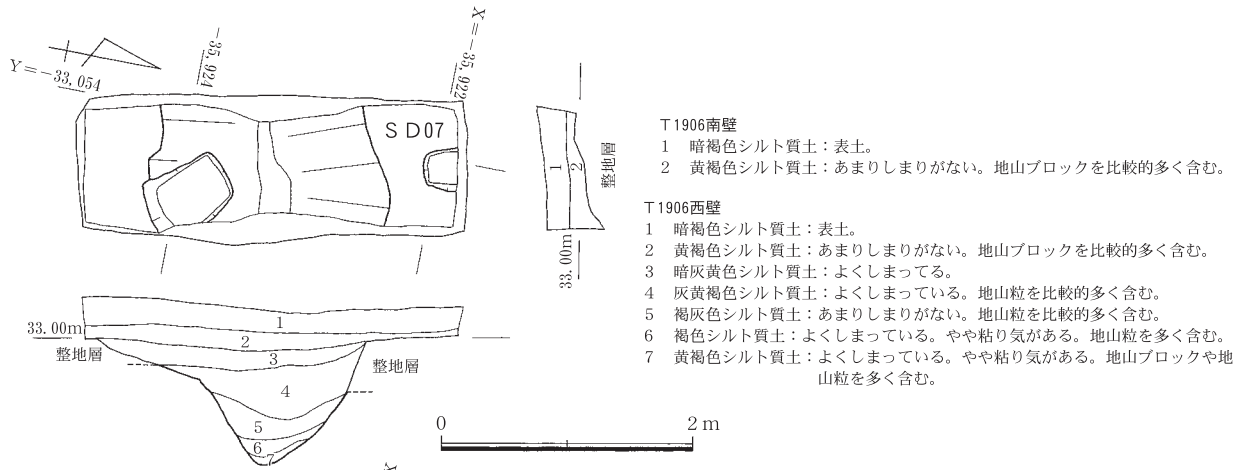 Y＝－33.054
－35,924
X＝－35,922
ＳＤ07
1
2
整地層
33.00m
Ｔ1906南壁
1　暗褐色シルト質土：表土。
2　黄褐色シルト質土：あまりしまりがない。地山ブロックを比較的多く含む。
Ｔ1906西壁
1　暗褐色シルト質土：表土。
2　黄褐色シルト質土：あまりしまりがない。地山ブロックを比較的多く含む。
3　暗灰黄色シルト質土：よくしまってる。
4　灰黄褐色シルト質土：よくしまっている。地山粒を比較的多く含む。
5　褐灰色シルト質土：あまりしまりがない。地山粒を比較的多く含む。
6　褐色シルト質土：よくしまっている。やや粘り気がある。地山粒を多く含む。
7　黄褐色シルト質土：よくしまっている。やや粘り気がある。地山ブロックや地
山粒を多く含む。
33.00m
整地層
1
2
3
整地層
4
5
6
7
0
2ｍ